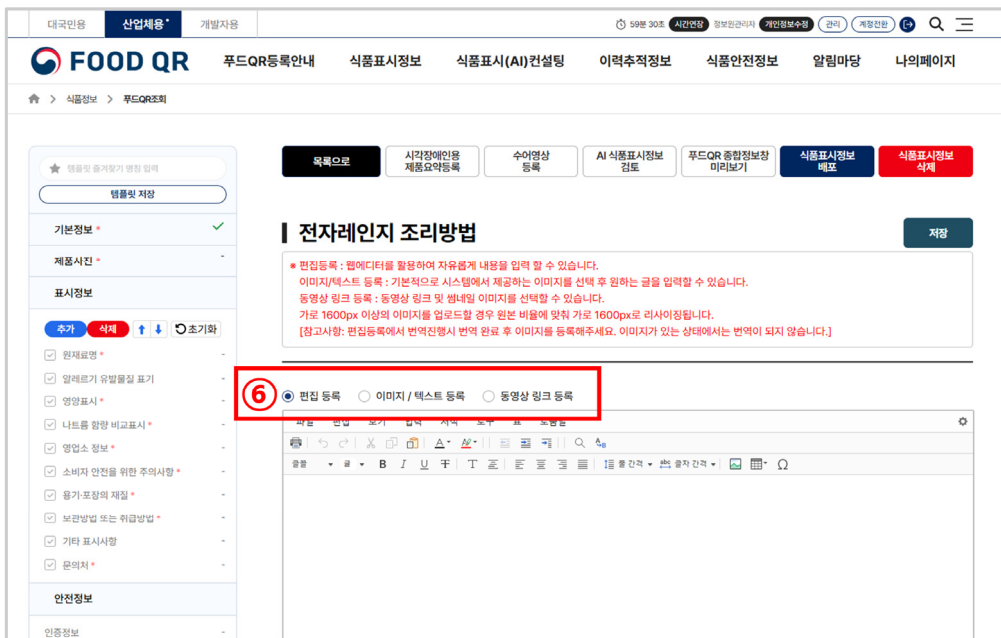 대국민용 산업체용 개발자용
59분 30초 시간연장 정보원관리자 개인정보수정 관리 계정전환
FOOD QR
푸드QR등록안내 식품표시정보 식품표시(AI)컨설팅 이력추적정보 식품안전정보 알림마당 나의페이지
식품정보 > 푸드QR조회
템플릿 즐겨찾기 명칭 입력
템플릿 저장
기본정보 *
제품사진 * -
표시정보
추가 삭제 초기화
원재료명 * -
알레르기 유발물질 표기 -
영양표시 * -
나트륨 함량 비교표시 * -
영업소 정보 * -
소비자 안전을 위한 주의사항 * -
용기·포장의 재질 * -
보관방법 또는 취급방법 * -
기타 표시사항 -
문의처 * -
안전정보
인증정보 -
목록으로
시각장애인용
제품요약등록
수어영상
등록
AI 식품표시정보
검토
푸드QR 종합정보창
미리보기
식품표시정보
배포
식품표시정보
삭제
전자레인지 조리방법
저장
※ 편집등록 : 웹에디터를 활용하여 자유롭게 내용을 입력 할 수 있습니다.
이미지/텍스트 등록 : 기본적으로 시스템에서 제공하는 이미지를 선택 후 원하는 글을 입력할 수 있습니다.
동영상 링크 등록 : 동영상 링크 및 썸네일 이미지를 선택할 수 있습니다.
가로 1600px 이상의 이미지를 업로드할 경우 원본 비율에 맞춰 가로 1600px로 리사이징됩니다.
[참고사항: 편집등록에서 번역진행시 번역 완료 후 이미지를 등록해주세요. 이미지가 있는 상태에서는 번역이 되지 않습니다.]
⑥ 편집 등록 이미지 / 텍스트 등록 동영상 링크 등록
파일 편집 보기 입력 서식 도구 표 도움말
글꼴 글 B I U T 줄 간격 글자 간격 Ω